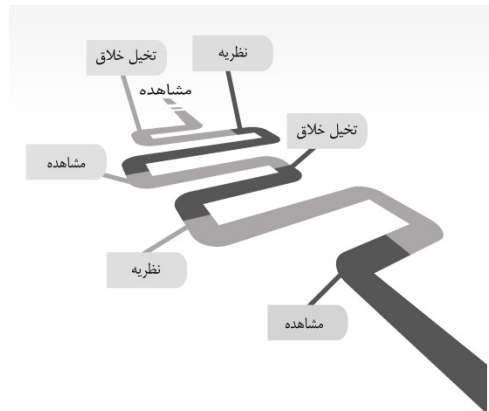 نظریه
تخیل خلاق
مشاهده
تخیل خلاق
مشاهده
نظریه
مشاهده